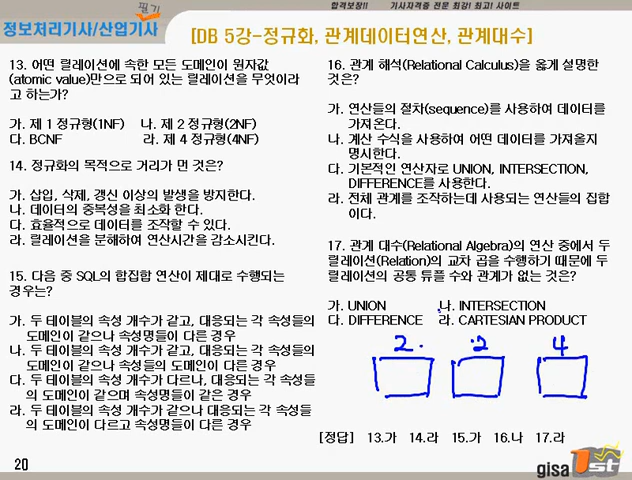 필기
정보처리기사/산업기사
합격보장!! 기사자격증 전문 최강! 최고! 사이트
[DB 5강-정규화, 관계데이터연산, 관계대수]
13. 어떤 릴레이션에 속한 모든 도메인이 원자값
(atomic value)만으로 되어 있는 릴레이션을 무엇이라
고 하는가?
가. 제 1 정규형(1NF) 나. 제 2 정규형(2NF)
다. BCNF 라. 제 4 정규형(4NF)
14. 정규화의 목적으로 거리가 먼 것은?
가. 삽입, 삭제, 갱신 이상의 발생을 방지한다.
나. 데이터의 중복성을 최소화 한다.
다. 효율적으로 데이터를 조작할 수 있다.
라. 릴레이션을 분해하여 연산시간을 감소시킨다.
15. 다음 중 SQL의 합집합 연산이 제대로 수행되는
경우는?
가. 두 테이블의 속성 개수가 같고, 대응되는 각 속성들의
도메인이 같으나 속성명들이 다른 경우
나. 두 테이블의 속성 개수가 같고, 대응되는 각 속성들의
도메인이 같으나 속성들의 도메인이 다른 경우
다. 두 테이블의 속성 개수가 다르나, 대응되는 각 속성들
의 도메인이 같으며 속성명들이 같은 경우
라. 두 테이블의 속성 개수가 같으나 대응되는 각 속성들
의 도메인이 다르고 속성명들이 다른 경우
16. 관계 해석(Relational Calculus)을 옳게 설명한
것은?
가. 연산들의 절차(sequence)를 사용하여 데이터를
가져온다.
나. 계산 수식을 사용하여 어떤 데이터를 가져올지
명시한다.
다. 기본적인 연산자로 UNION, INTERSECTION,
DIFFERENCE를 사용한다.
라. 전체 관계를 조작하는데 사용되는 연산들의 집합
이다.
17. 관계 대수(Relational Algebra)의 연산 중에서 두
릴레이션(Relation)의 교차 곱을 수행하기 때문에 두
릴레이션의 공통 튜플 수와 관계가 없는 것은?
가. UNION 나. INTERSECTION
다. DIFFERENCE 라. CARTESIAN PRODUCT
2 2 4
[정답] 13.가 14.라 15.가 16.나 17.라
20
gisa 1st